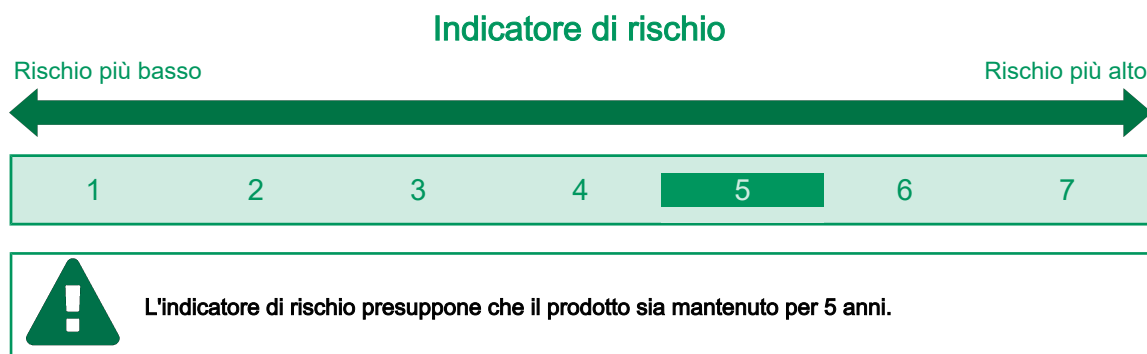 Indicatore di rischio
Rischio più basso Rischio più alto
1 2 3 4 5 6 7
L'indicatore di rischio presuppone che il prodotto sia mantenuto per 5 anni.